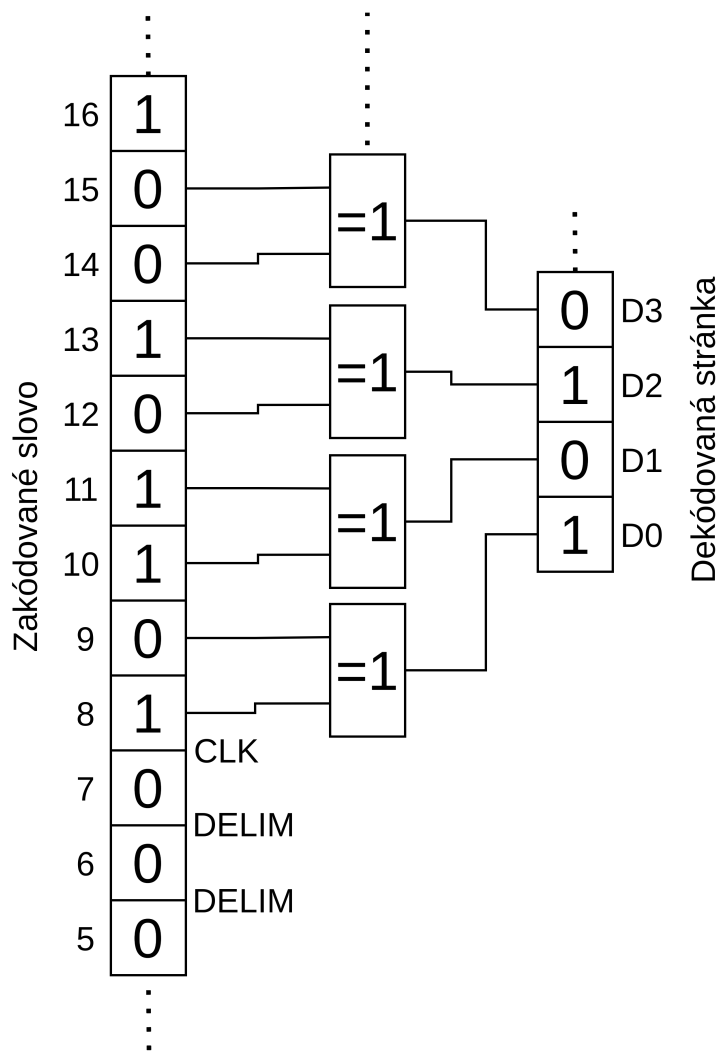 Zakódované slovo
16 1
15 0
14 0
13 1
12 0
11 1
10 1
9 0
8 1
7 0
6 0
5 0
CLK
DELIM
DELIM
=1
=1
=1
=1
0 D3
1 D2
0 D1
1 D0
Dekódovaná stránka